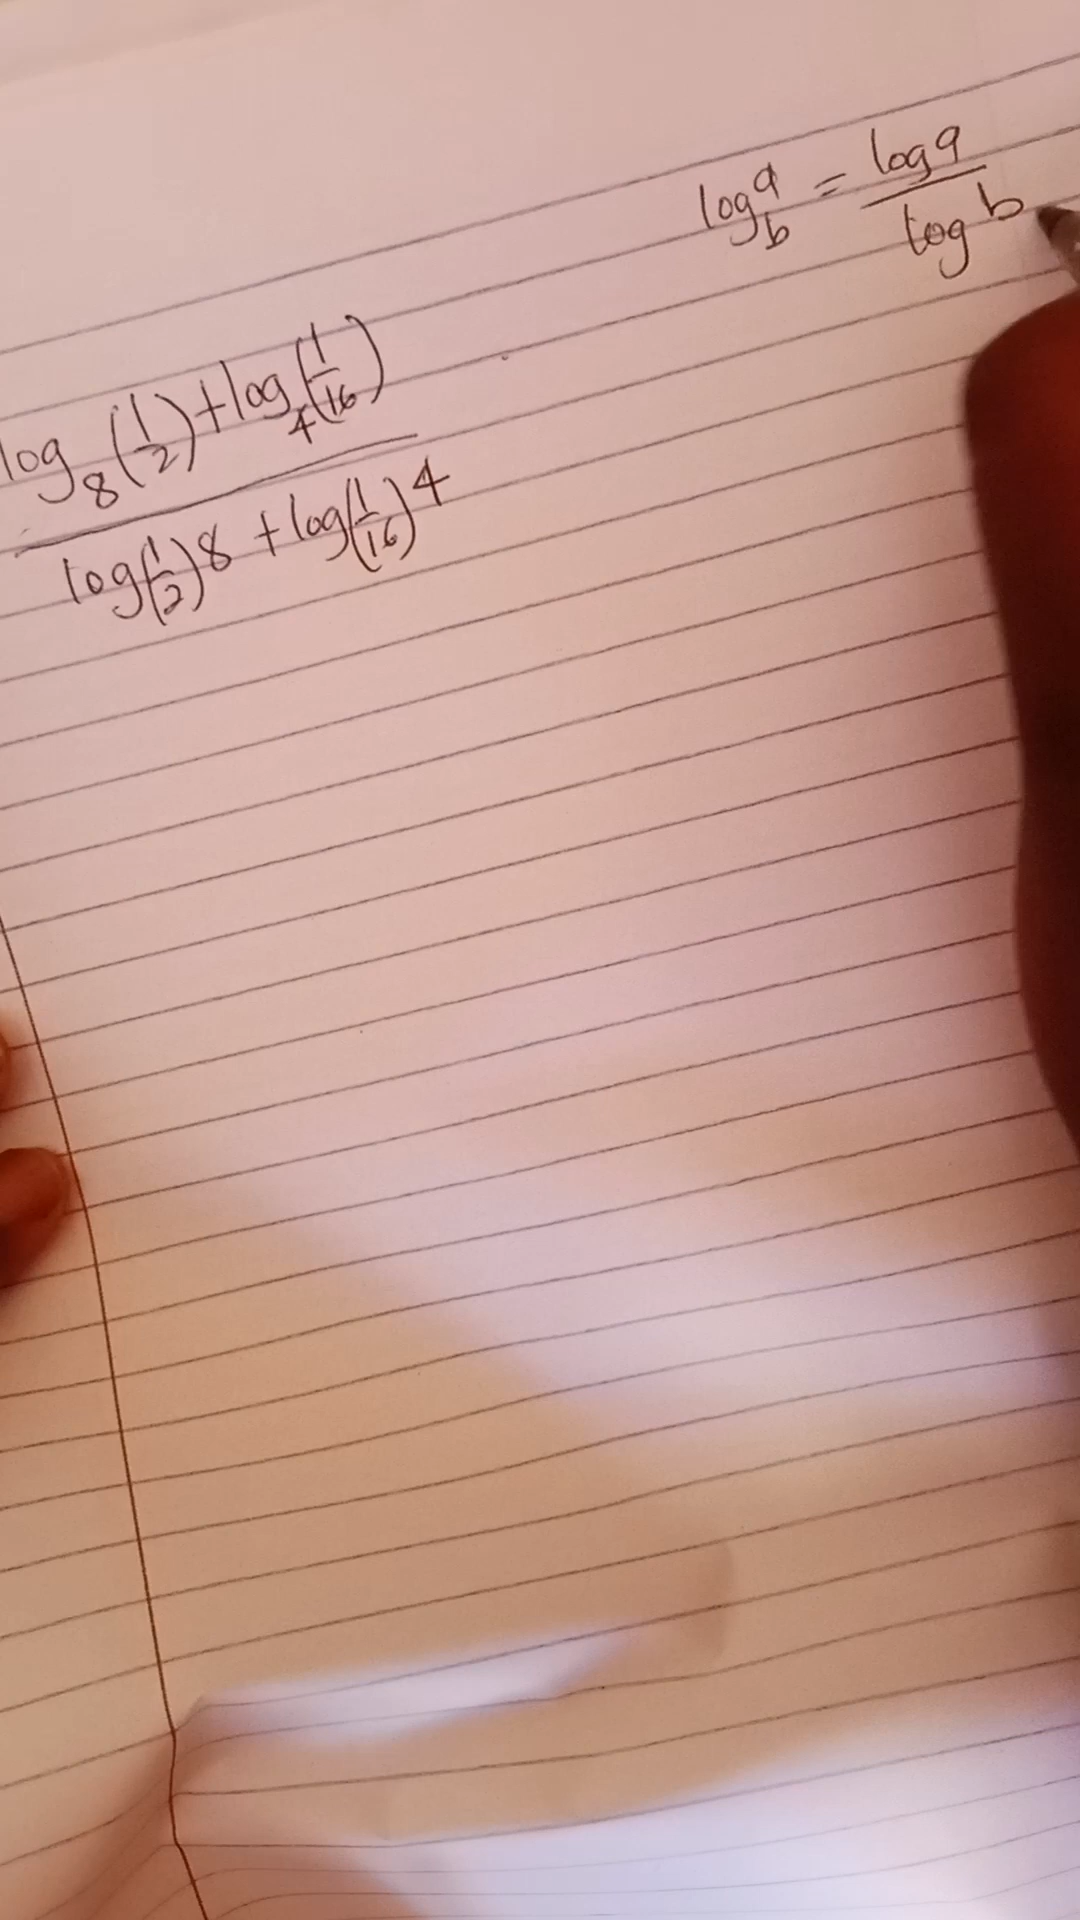 log_b^a = log a / log b
log_8(1/2) + log_4(1/16)
log_(1/2) 8 + log_(1/16) 4